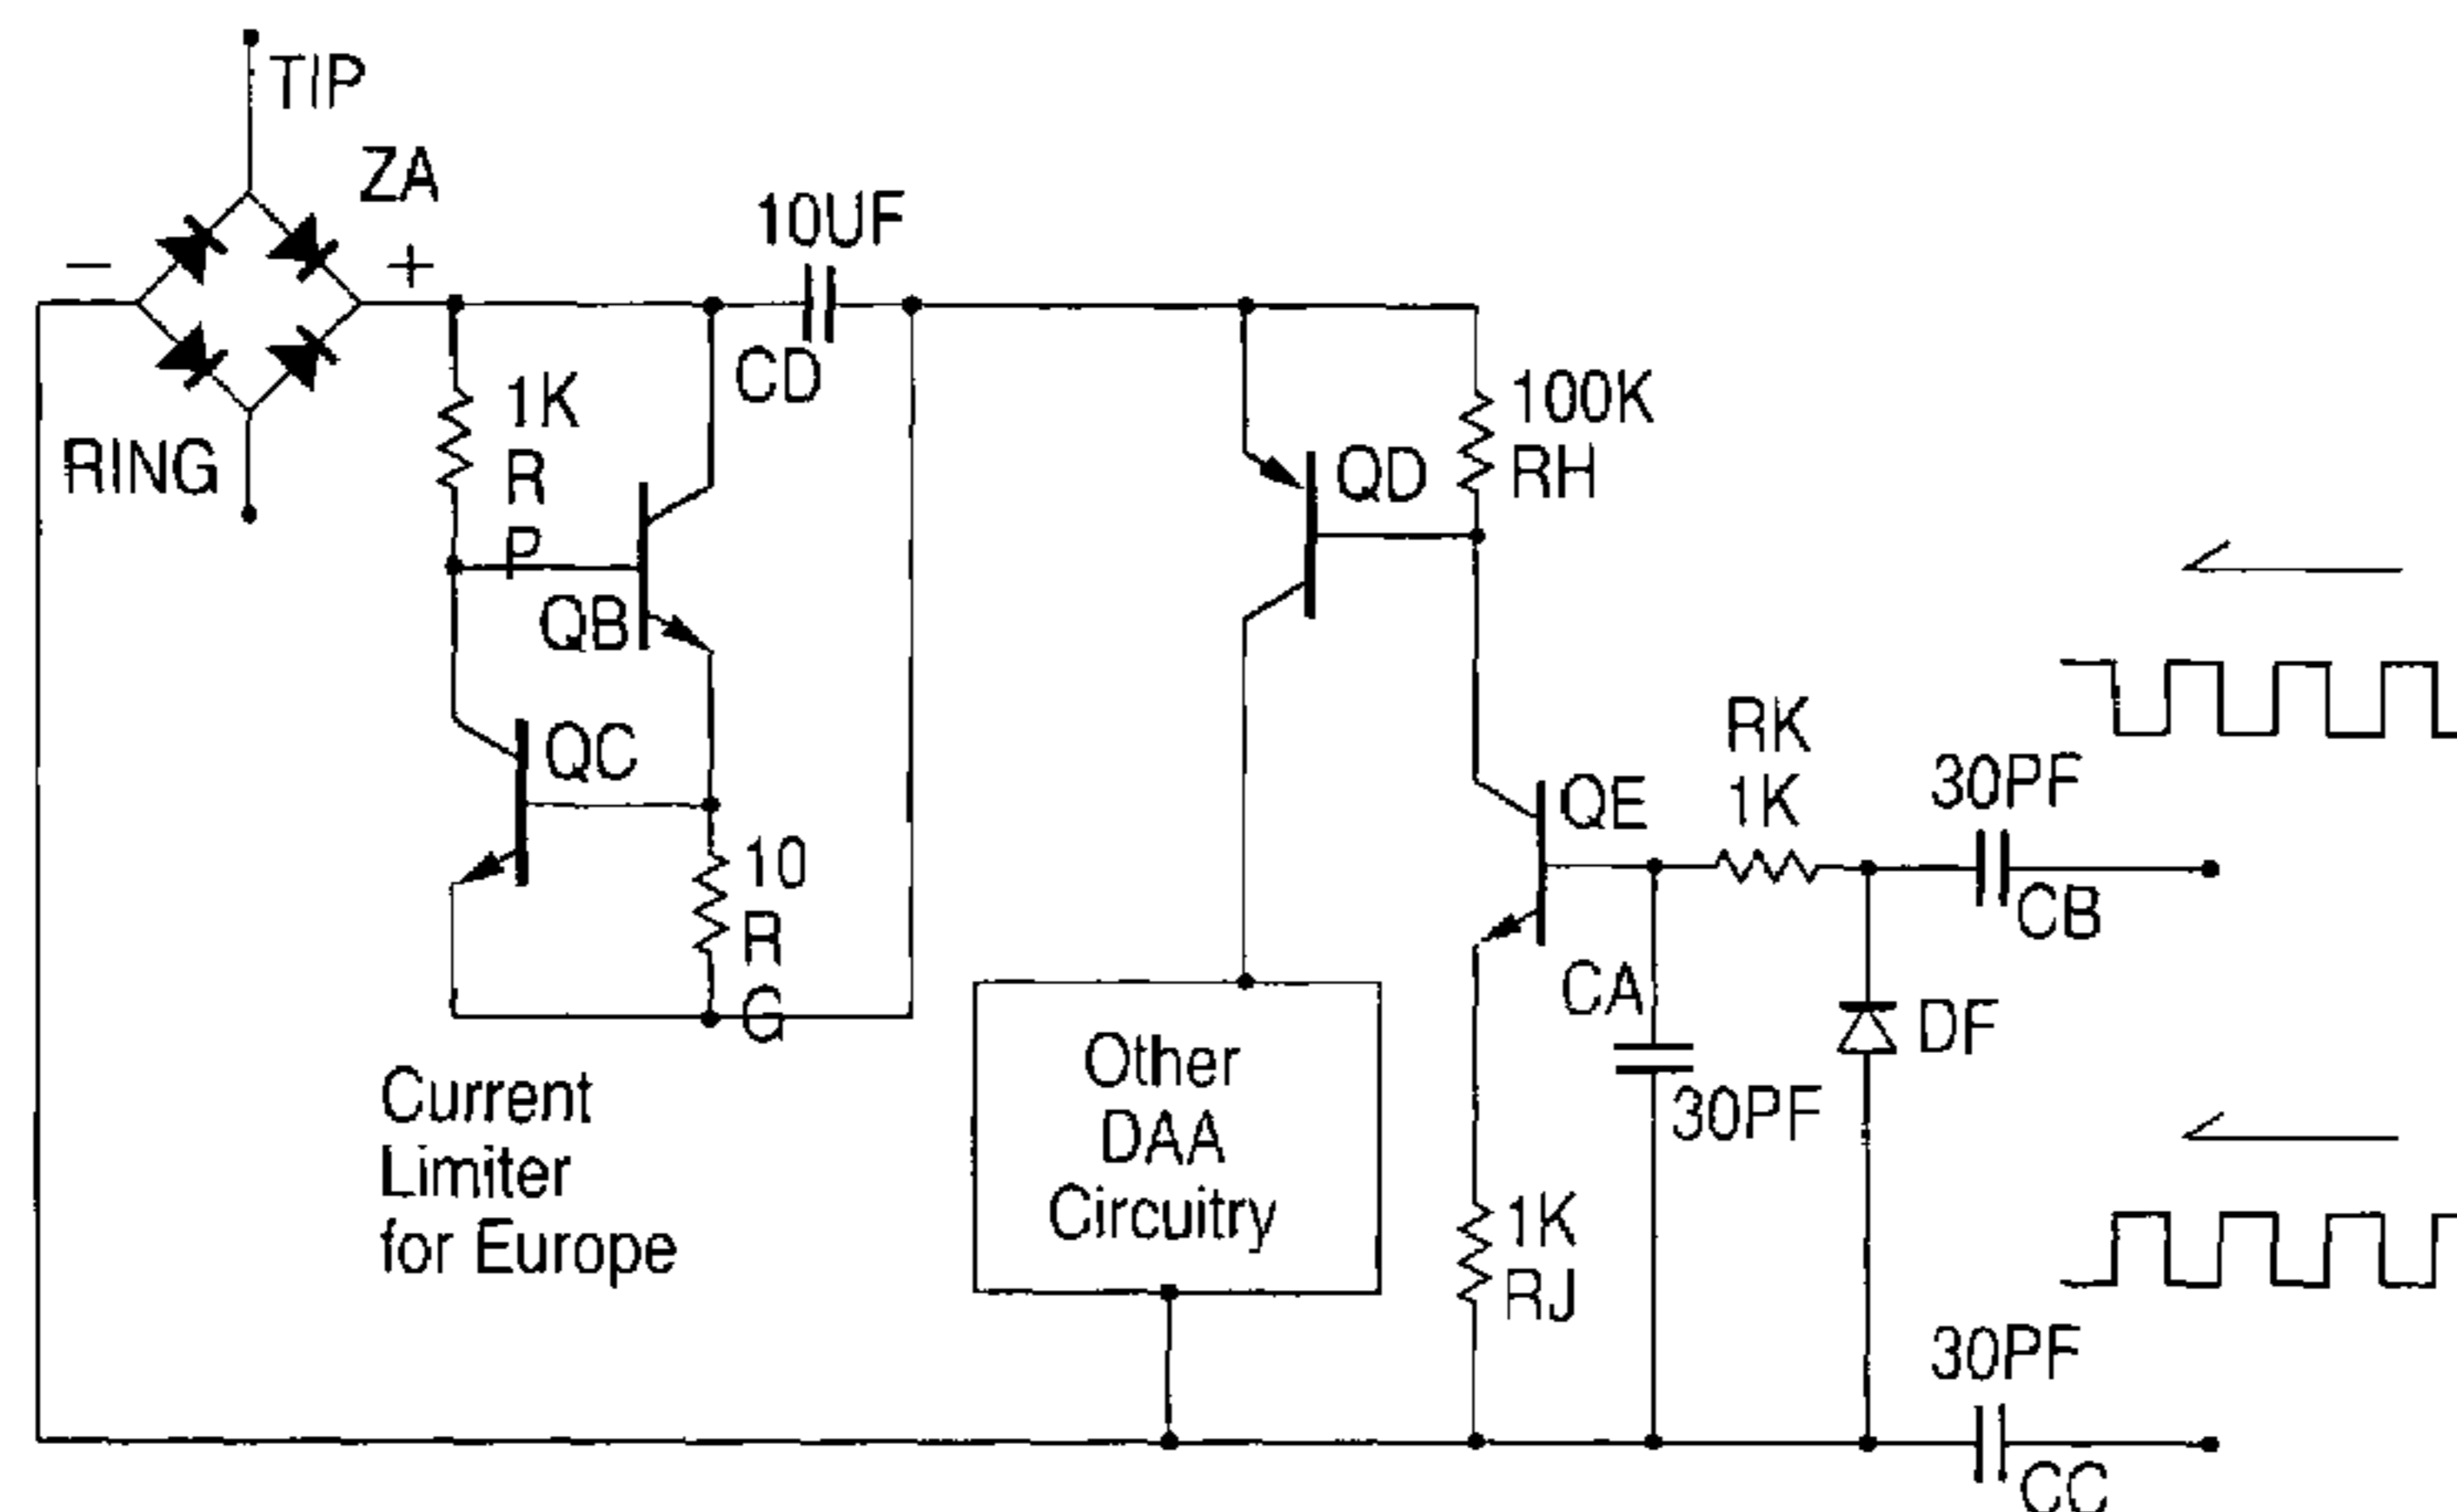 TIP
ZA
−
+
RING
10UF
CD
1K
R
P
QB
QC
10
R
G
Current
Limiter
for Europe
QD
100K
RH
QE
RK
1K
30PF
CB
CA
30PF
DF
Other
DAA
Circuitry
1K
RJ
30PF
CC